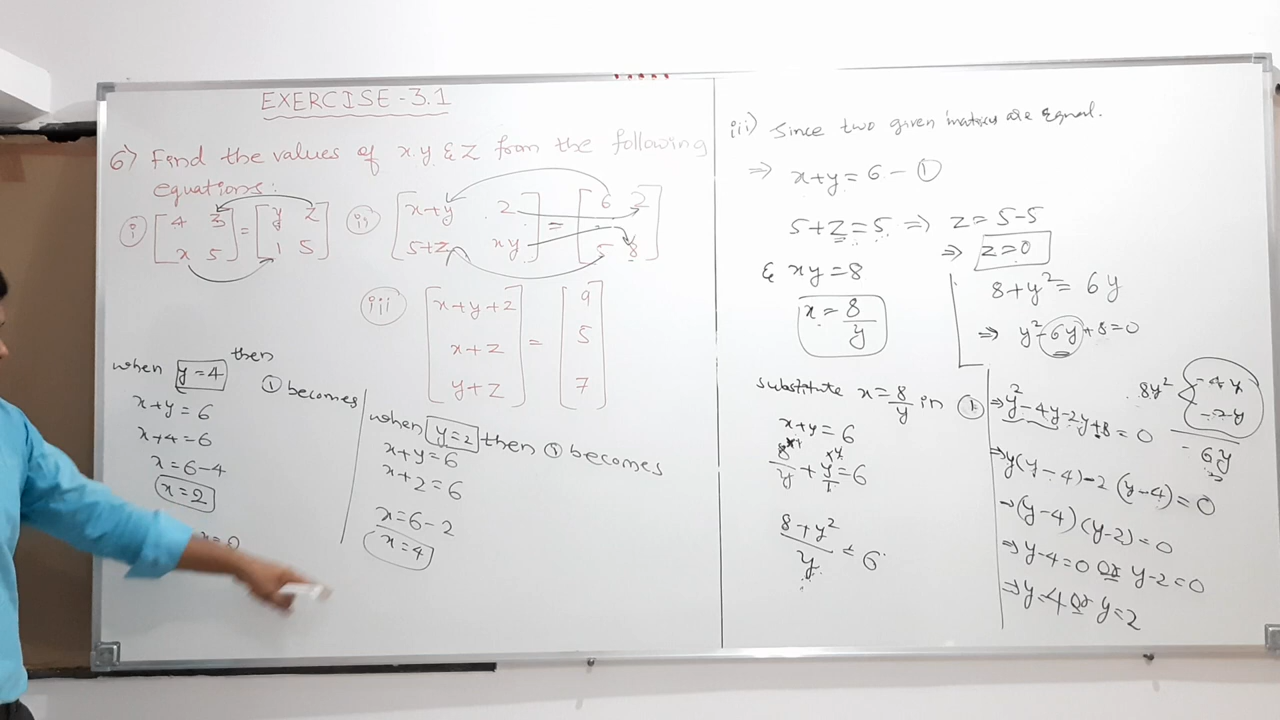 EXERCISE-3.1
6) Find the values of x,y & z from the following
equations:
i) [4 3 x 5] = [y z 1 5]
ii) [x+y 2 5+z xy] = [6 2 5 8]
iii) [x+y+z x+z y+z] = [9 5 7]
when y=4 then
① becomes
x+y=6
x+4=6
x=6-4
x=2
when y=2 then ① becomes
x+y=6
x+2=6
x=6-2
x=4
iii) Since two given matrices are Equal.
⇒ x+y=6-①
5+z=5 ⇒ z=5-5
⇒ z=0
& xy=8
x=8/y
substitute x=8/y in ①
x+y=6
8/y+y/1=6
8+y²/y=6
8+y²=6y
⇒ y²-6y+8=0
⇒ y²-4y-2y+8=0
8y² -4y -2y
-6y
⇒ y(y-4)-2(y-4)=0
→ (y-4)(y-2)=0
⇒ y-4=0 or y-2=0
⇒ y=4 or y=2